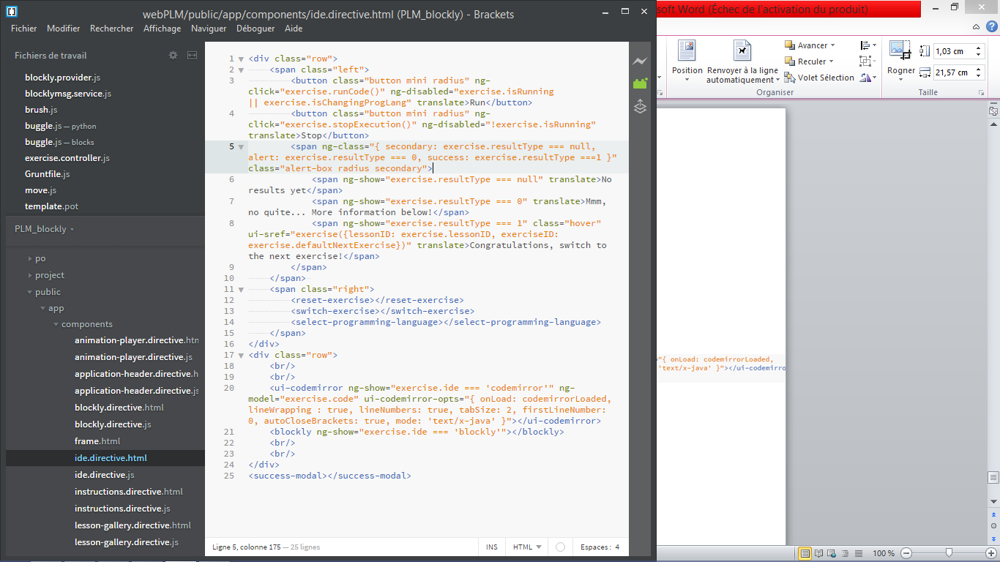 webPLM/public/app/components/ide.directive.html (PLM_blockly) - Brackets
Fichier Modifier Rechercher Affichage Naviguer Déboguer Aide
Fichiers de travail
blockly.provider.js
blocklymsg.service.js
brush.js
buggle.js — python
buggle.js — blocks
exercise.controller.js
Gruntfile.js
move.js
template.pot
PLM_blockly
po
project
public
app
components
animation-player.directive.htm
animation-player.directive.js
application-header.directive.h
application-header.directive.js
blockly.directive.html
blockly.directive.js
frame.html
ide.directive.html
ide.directive.js
instructions.directive.html
instructions.directive.js
lesson-gallery.directive.html
lesson-gallery.directive.js
1 <div class="row">
2 <span class="left">
3 <button class="button mini radius" ng-
click="exercise.runCode()" ng-disabled="exercise.isRunning
|| exercise.isChangingProgLang" translate>Run</button>
4 <button class="button mini radius" ng-
click="exercise.stopExecution()" ng-disabled="!exercise.isRunning"
translate>Stop</button>
5 <span ng-class="{ secondary: exercise.resultType === null,
alert: exercise.resultType === 0, success: exercise.resultType ===1 }"
class="alert-box radius secondary">
6 <span ng-show="exercise.resultType === null" translate>No
results yet</span>
7 <span ng-show="exercise.resultType === 0" translate>Mmm,
no quite... More information below!</span>
8 <span ng-show="exercise.resultType === 1" class="hover"
ui-sref="exercise({lessonID: exercise.lessonID, exerciseID:
exercise.defaultNextExercise})" translate>Congratulations, switch to
the next exercise!</span>
9 </span>
10 </span>
11 <span class="right">
12 <reset-exercise></reset-exercise>
13 <switch-exercise></switch-exercise>
14 <select-programming-language></select-programming-language>
15 </span>
16 </div>
17 <div class="row">
18 <br/>
19 <br/>
20 <ui-codemirror ng-show="exercise.ide === 'codemirror'" ng-
model="exercise.code" ui-codemirror-opts="{ onLoad: codemirrorLoaded,
lineWrapping : true, lineNumbers: true, tabSize: 2, firstLineNumber:
0, autoCloseBrackets: true, mode: 'text/x-java' }"></ui-codemirror>
21 <blockly ng-show="exercise.ide === 'blockly'"></blockly>
22 <br/>
23 <br/>
24 </div>
25 <success-modal></success-modal>
Ligne 5, colonne 175 — 25 lignes
INS HTML Espaces : 4
soft Word (Échec de l'activation du produit)
Position
Renvoyer à la ligne
automatiquement
Avancer
Reculer
Volet Sélection
Organiser
Rogner
1,03 cm
21,57 cm
Taille
="{ onLoad: codemirrorLoaded,
'text/x-java' }"></ui-codemirro
100 %